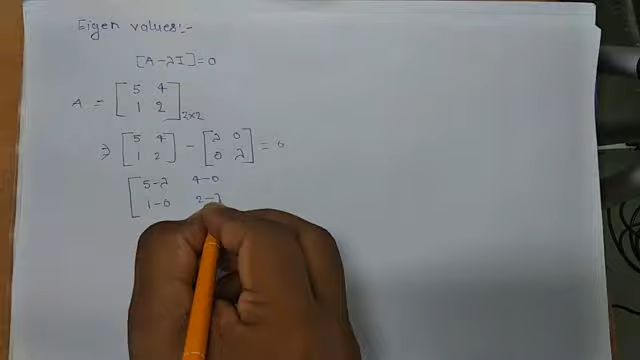 Eigen values:-
[A-λI]=0
A = [5 4
1 2]2×2
⇒ [5 4
1 2] - [λ 0
0 λ] = 0
[5-λ 4-0
1-0 2-λ